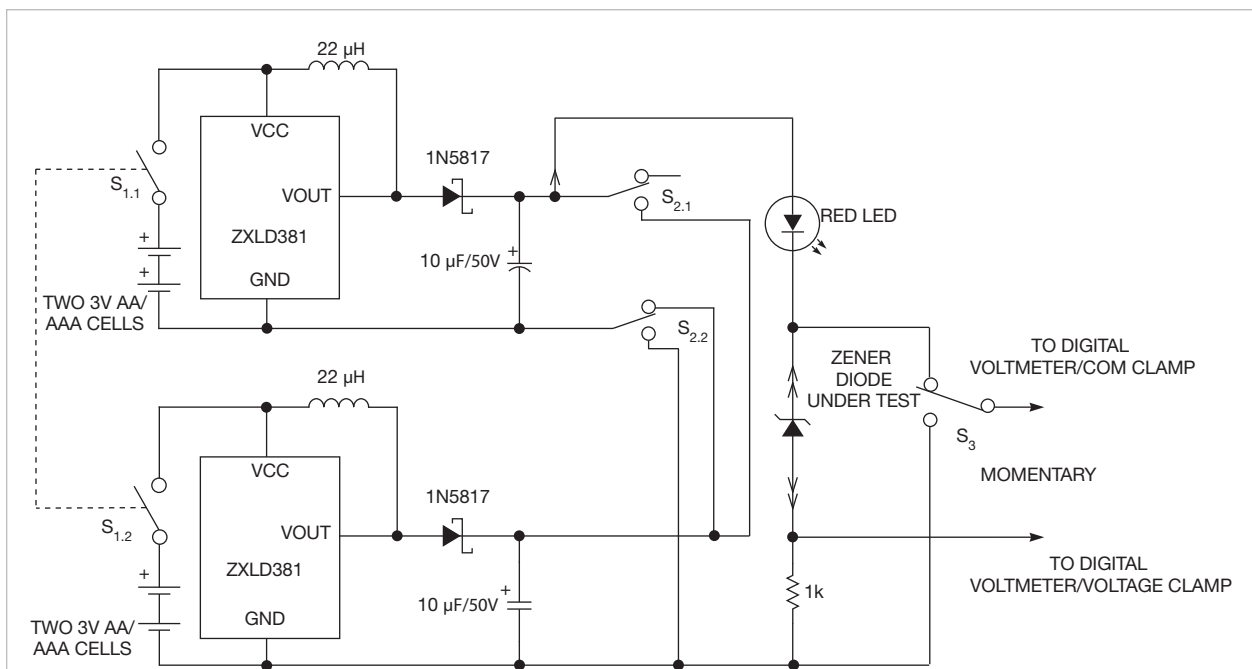 22 µH
VCC
S1.1
1N5817
VOUT
S2.1
RED LED
ZXLD381
+
+
10 µF/50V
+
GND
TWO 3V AA/
AAA CELLS
S2.2
ZENER
DIODE
UNDER TEST
TO DIGITAL
VOLTMETER/COM CLAMP
22 µH
S3
VCC
MOMENTARY
1N5817
S1.2
VOUT
TO DIGITAL
VOLTMETER/VOLTAGE CLAMP
ZXLD381
+
10 µF/50V
+
1k
GND
TWO 3V AA/
AAA CELLS